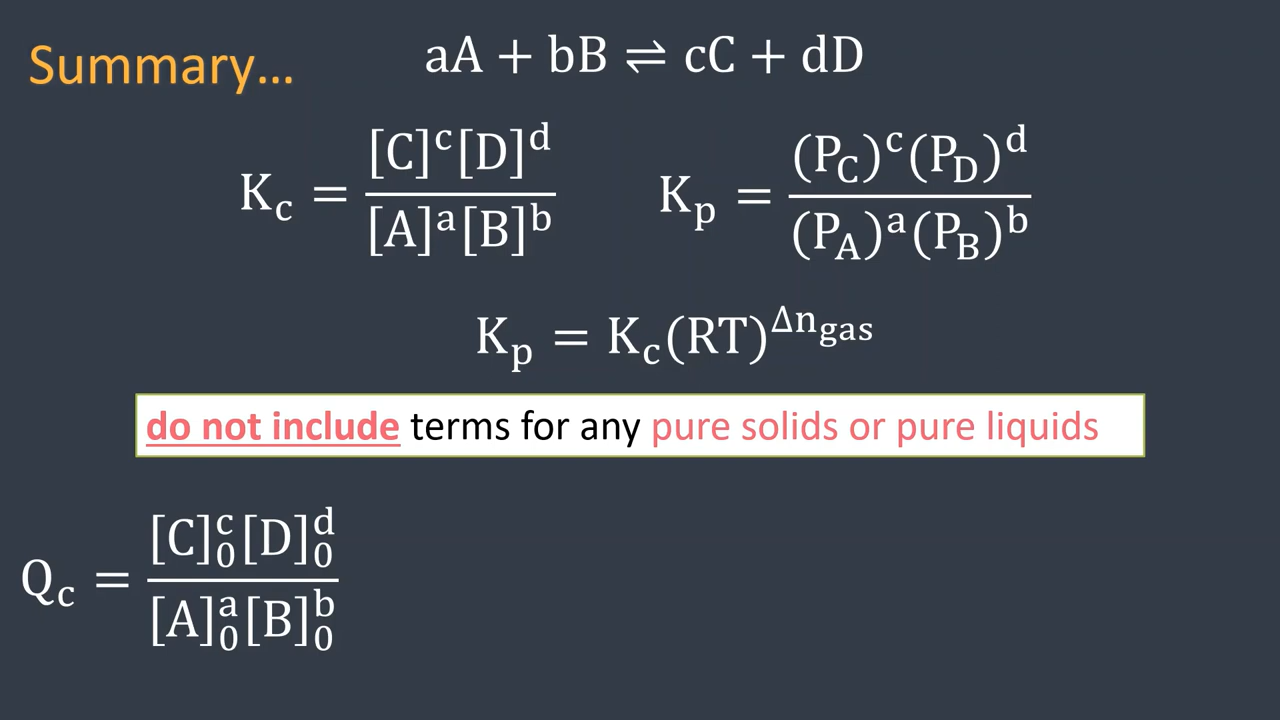 Summary…
aA + bB ⇌ cC + dD
K_c = [C]^c[D]^d / [A]^a[B]^b
K_p = (P_C)^c(P_D)^d / (P_A)^a(P_B)^b
K_p = K_c(RT)^Δn_gas
do not include terms for any pure solids or pure liquids
Q_c = [C]_0^c[D]_0^d / [A]_0^a[B]_0^b